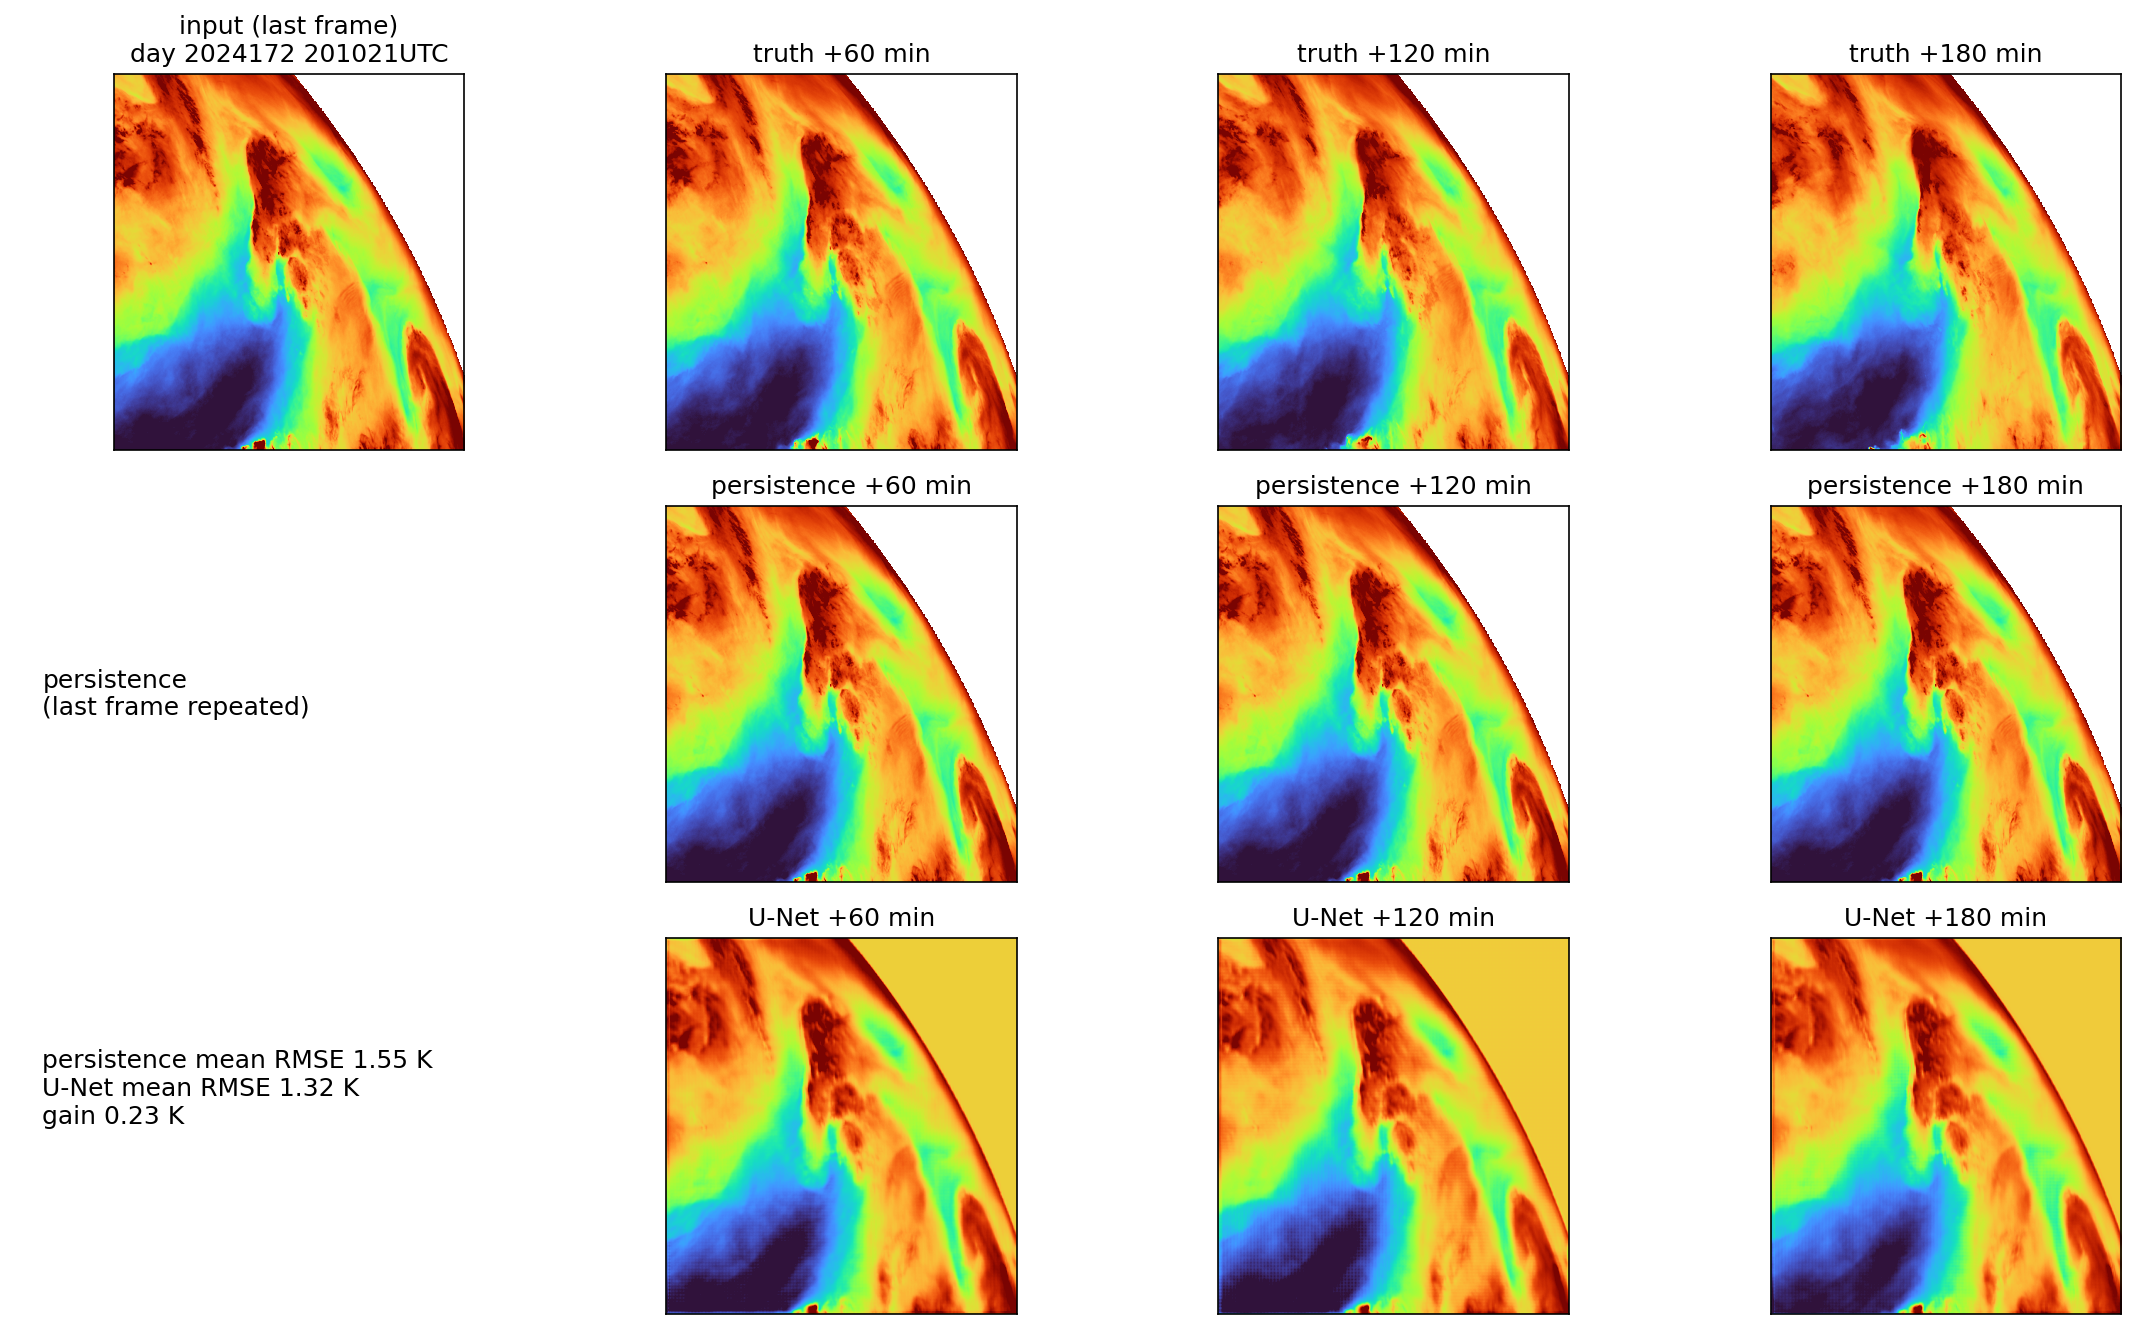 input (last frame)
day 2024172 201021UTC
truth +60 min
truth +120 min
truth +180 min
persistence
(last frame repeated)
persistence +60 min
persistence +120 min
persistence +180 min
persistence mean RMSE 1.55 K
U-Net mean RMSE 1.32 K
gain 0.23 K
U-Net +60 min
U-Net +120 min
U-Net +180 min